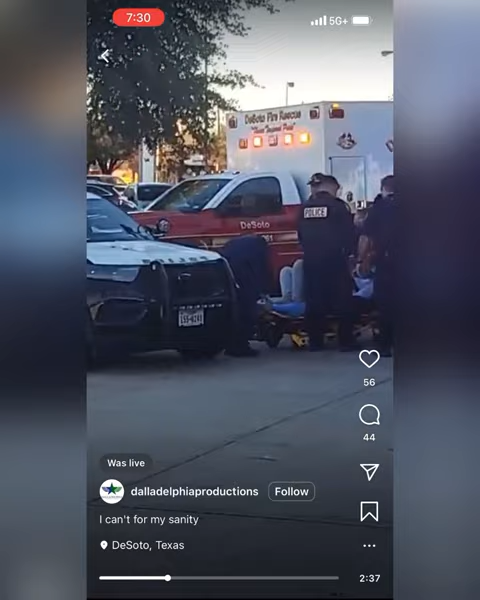 7:30
5G+
DeSoto Fire Rescue
DeSoto
POLICE
56
44
Was live
dalladelphiaproductions
Follow
I can't for my sanity
DeSoto, Texas
2:37